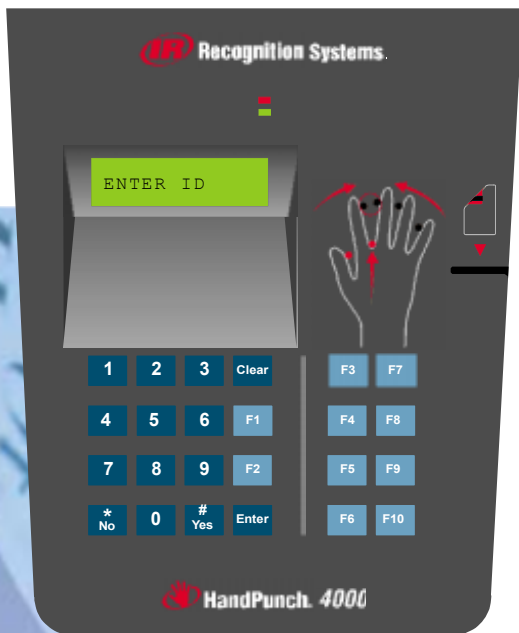 IR Recognition Systems.
ENTER ID
1 2 3 Clear F3 F7
4 5 6 F1 F4 F8
7 8 9 F2 F5 F9
* No 0 # Yes Enter F6 F10
HandPunch. 4000